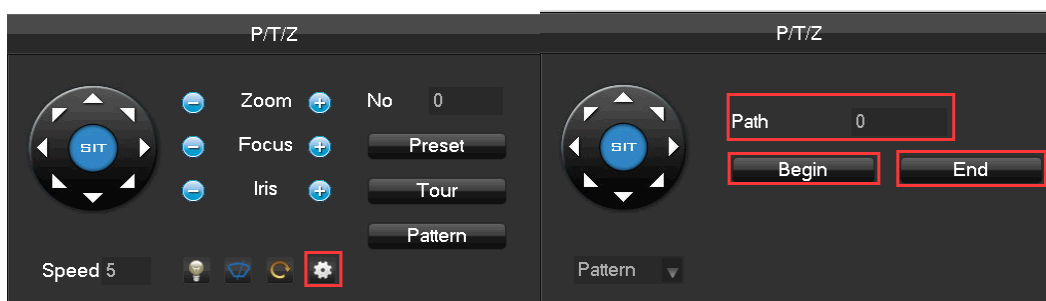 P/T/Z
SIT
Zoom
No 0
Focus
Preset
Iris
Tour
Pattern
Speed 5
P/T/Z
SIT
Path 0
Begin
End
Pattern